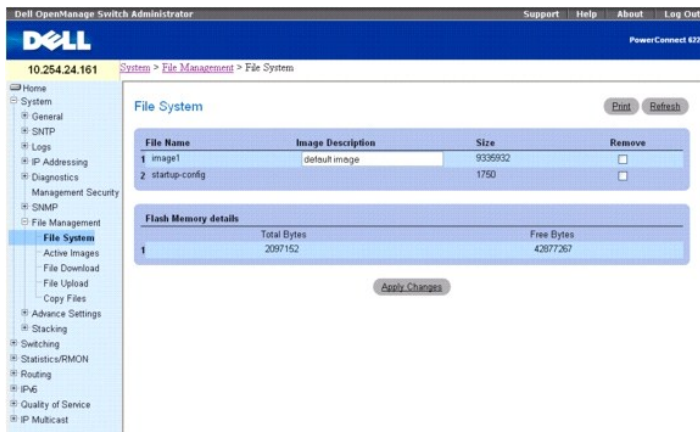 Dell OpenManage Switch Administrator
Support Help About Log Out
DELL
PowerConnect 622
10.254.24.161
System > File Management > File System
Home
System
General
SNTP
Logs
IP Addressing
Diagnostics
Management Security
SNMP
File Management
File System
Active Images
File Download
File Upload
Copy Files
Advance Settings
Stacking
Switching
Statistics/RMON
Routing
IPv6
Quality of Service
IP Multicast
File System
Print Refresh
File Name Image Description Size Remove
1 image1 default image 9335932
2 startup-config 1750
Flash Memory details
Total Bytes Free Bytes
1 2097152 42877267
Apply Changes